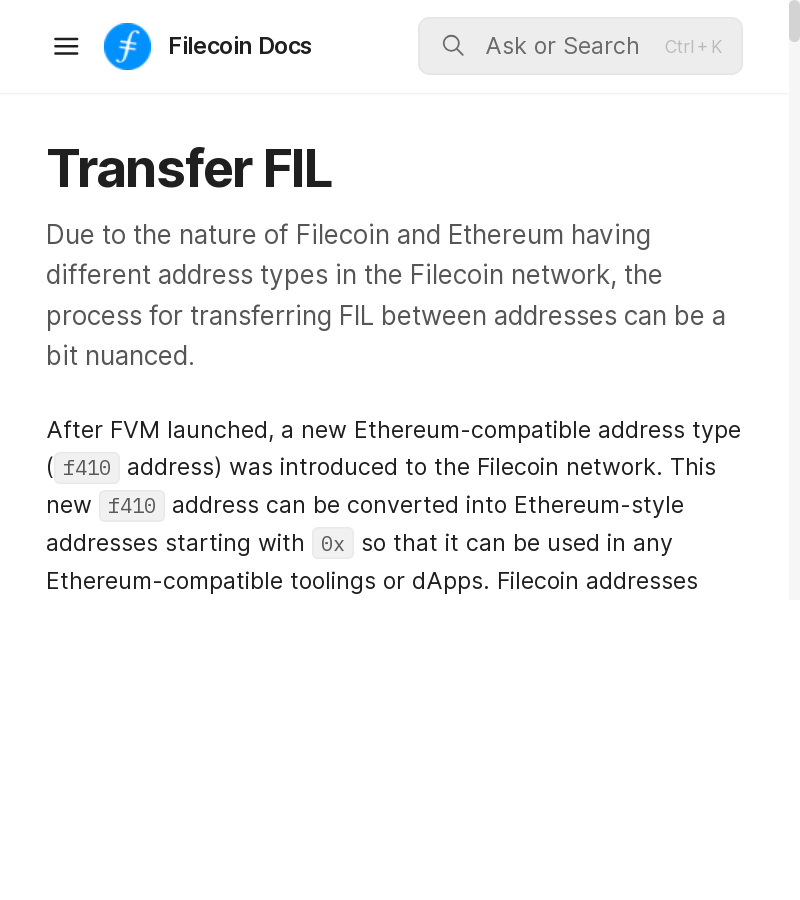 Filecoin Docs
Ask or Search
Ctrl + K
Transfer FIL
Due to the nature of Filecoin and Ethereum having
different address types in the Filecoin network, the
process for transferring FIL between addresses can be a
bit nuanced.
After FVM launched, a new Ethereum-compatible address type
( f410 address) was introduced to the Filecoin network. This
new f410 address can be converted into Ethereum-style
addresses starting with 0x so that it can be used in any
Ethereum-compatible toolings or dApps. Filecoin addresses